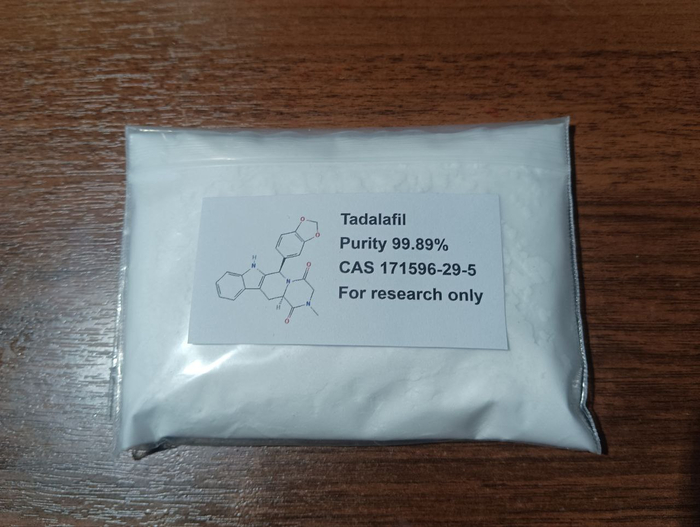 Tadalafil
Purity 99.89%
CAS 171596-29-5
For research only
H
N
O
O
N
O
N
H
O